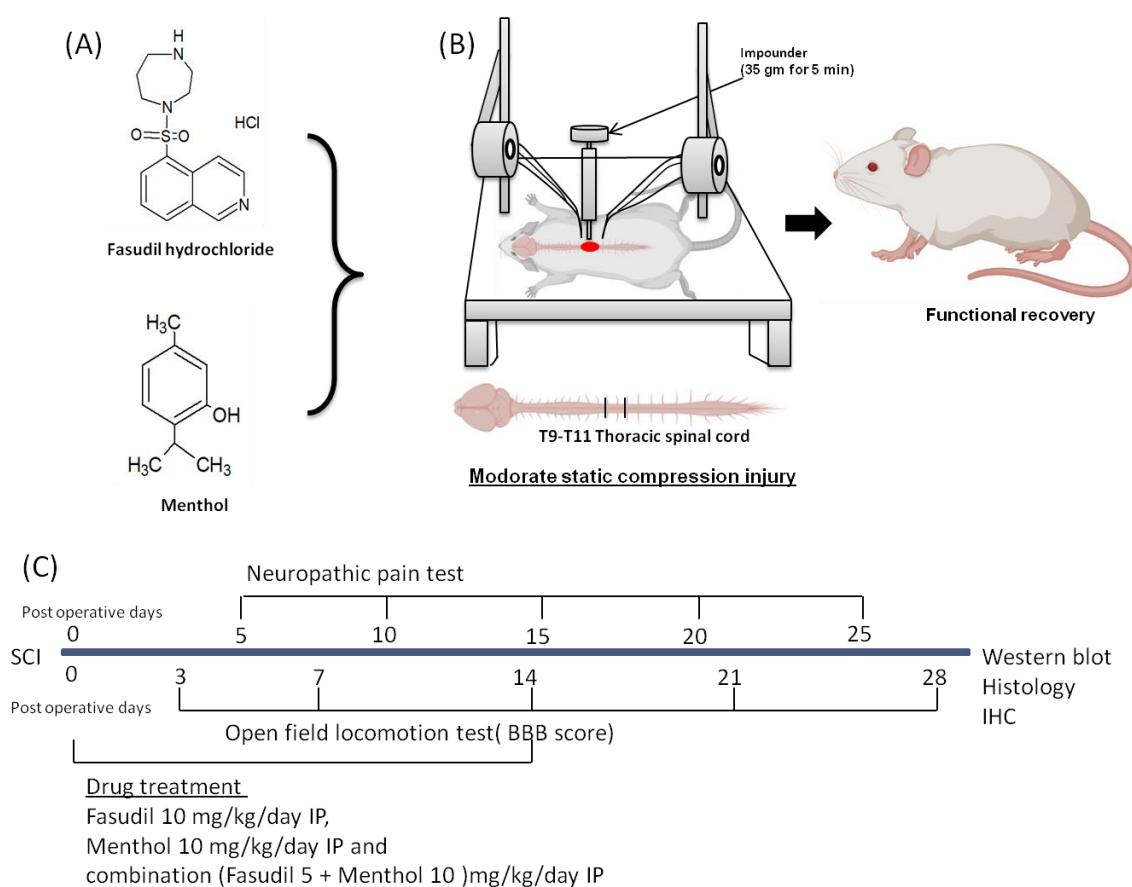 (A)
H
N
N
O
S
O
HCl
N
Fasudil hydrochloride
H₃C
OH
H₃C
CH₃
Menthol
(B)
Impounder
(35 gm for 5 min)
T9-T11 Thoracic spinal cord
Modorate static compression injury
Functional recovery
(C)
Neuropathic pain test
Post operative days
0
5
10
15
20
25
SCI
0
3
7
14
21
28
Post operative days
Open field locomotion test( BBB score)
Western blot
Histology
IHC
Drug treatment
Fasudil 10 mg/kg/day IP,
Menthol 10 mg/kg/day IP and
combination (Fasudil 5 + Menthol 10 )mg/kg/day IP